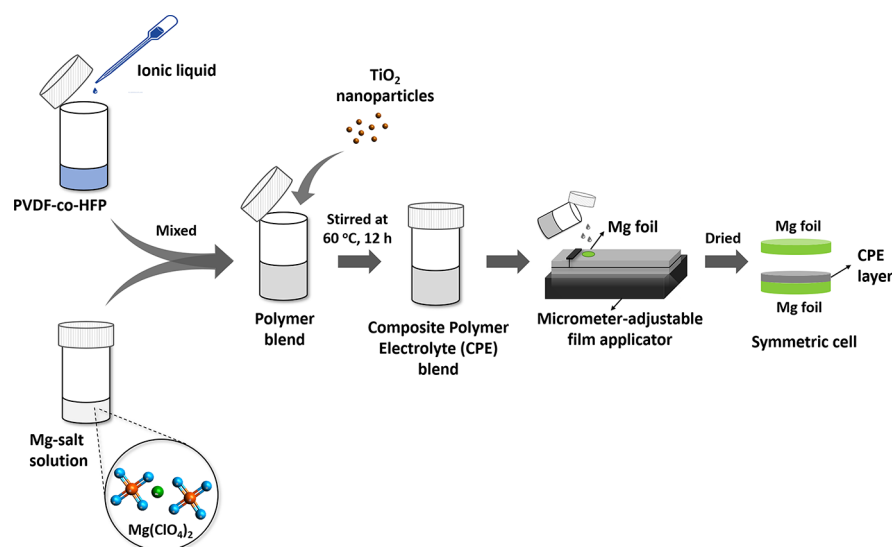 Ionic liquid
PVDF-co-HFP
Mixed
Mg-salt
solution
Mg(ClO₄)₂
TiO₂
nanoparticles
Polymer
blend
Stirred at
60 °C, 12 h
Composite Polymer
Electrolyte (CPE)
blend
Mg foil
Micrometer-adjustable
film applicator
Dried
Mg foil
CPE
layer
Mg foil
Symmetric cell